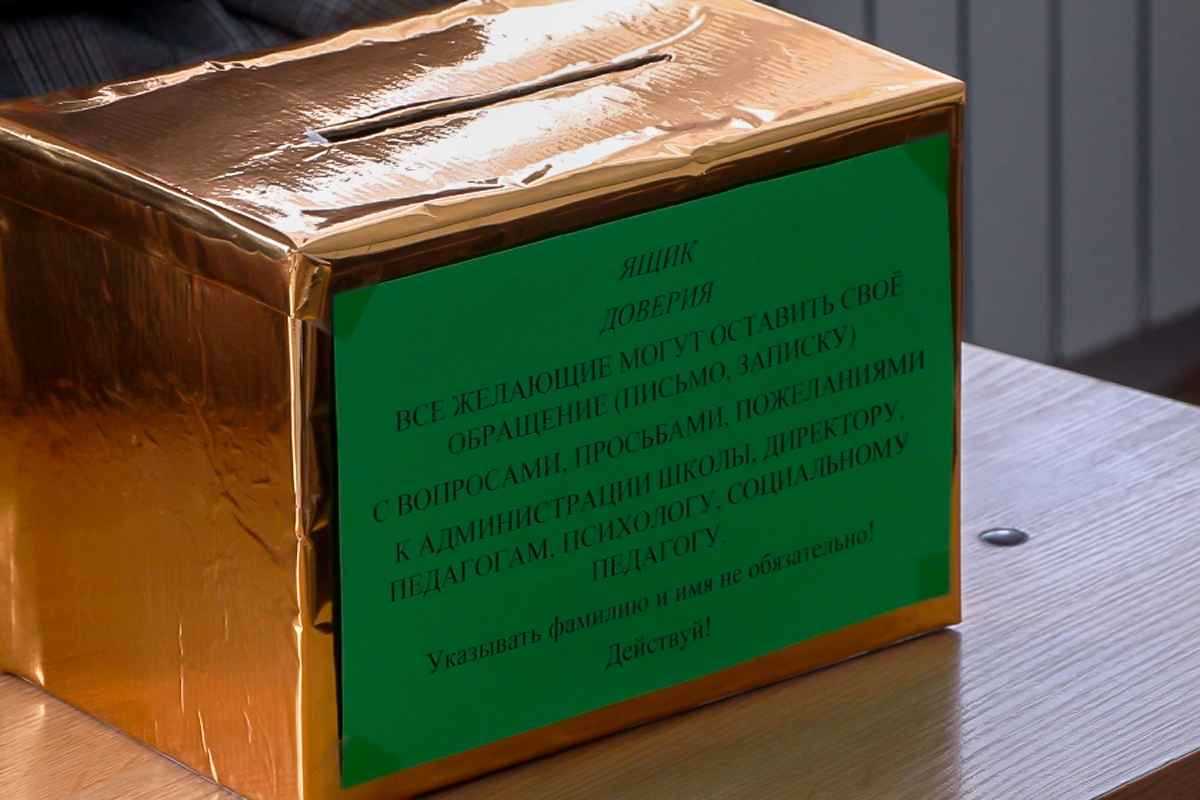 ЯЩИК
ДОВЕРИЯ
ВСЕ ЖЕЛАЮЩИЕ МОГУТ ОСТАВИТЬ СВОЁ
ОБРАЩЕНИЕ (ПИСЬМО, ЗАПИСКУ)
С ВОПРОСАМИ, ПРОСЬБАМИ, ПОЖЕЛАНИЯМИ
К АДМИНИСТРАЦИИ ШКОЛЫ, ДИРЕКТОРУ,
ПЕДАГОГАМ, ПСИХОЛОГУ, СОЦИАЛЬНОМУ
ПЕДАГОГУ.
Указывать фамилию и имя не обязательно!
Действуй!